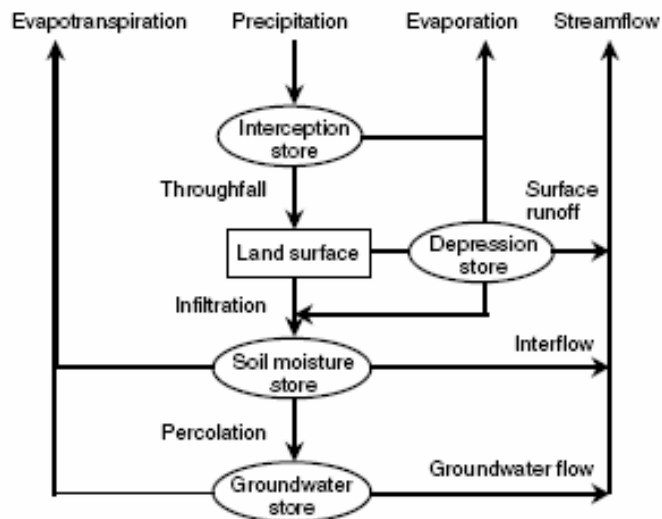 Evapotranspiration Precipitation Evaporation Streamflow
Interception
store
Throughfall
Surface
runoff
Land surface
Depression
store
Infiltration
Soil moisture
store
Interflow
Percolation
Groundwater
store
Groundwater flow